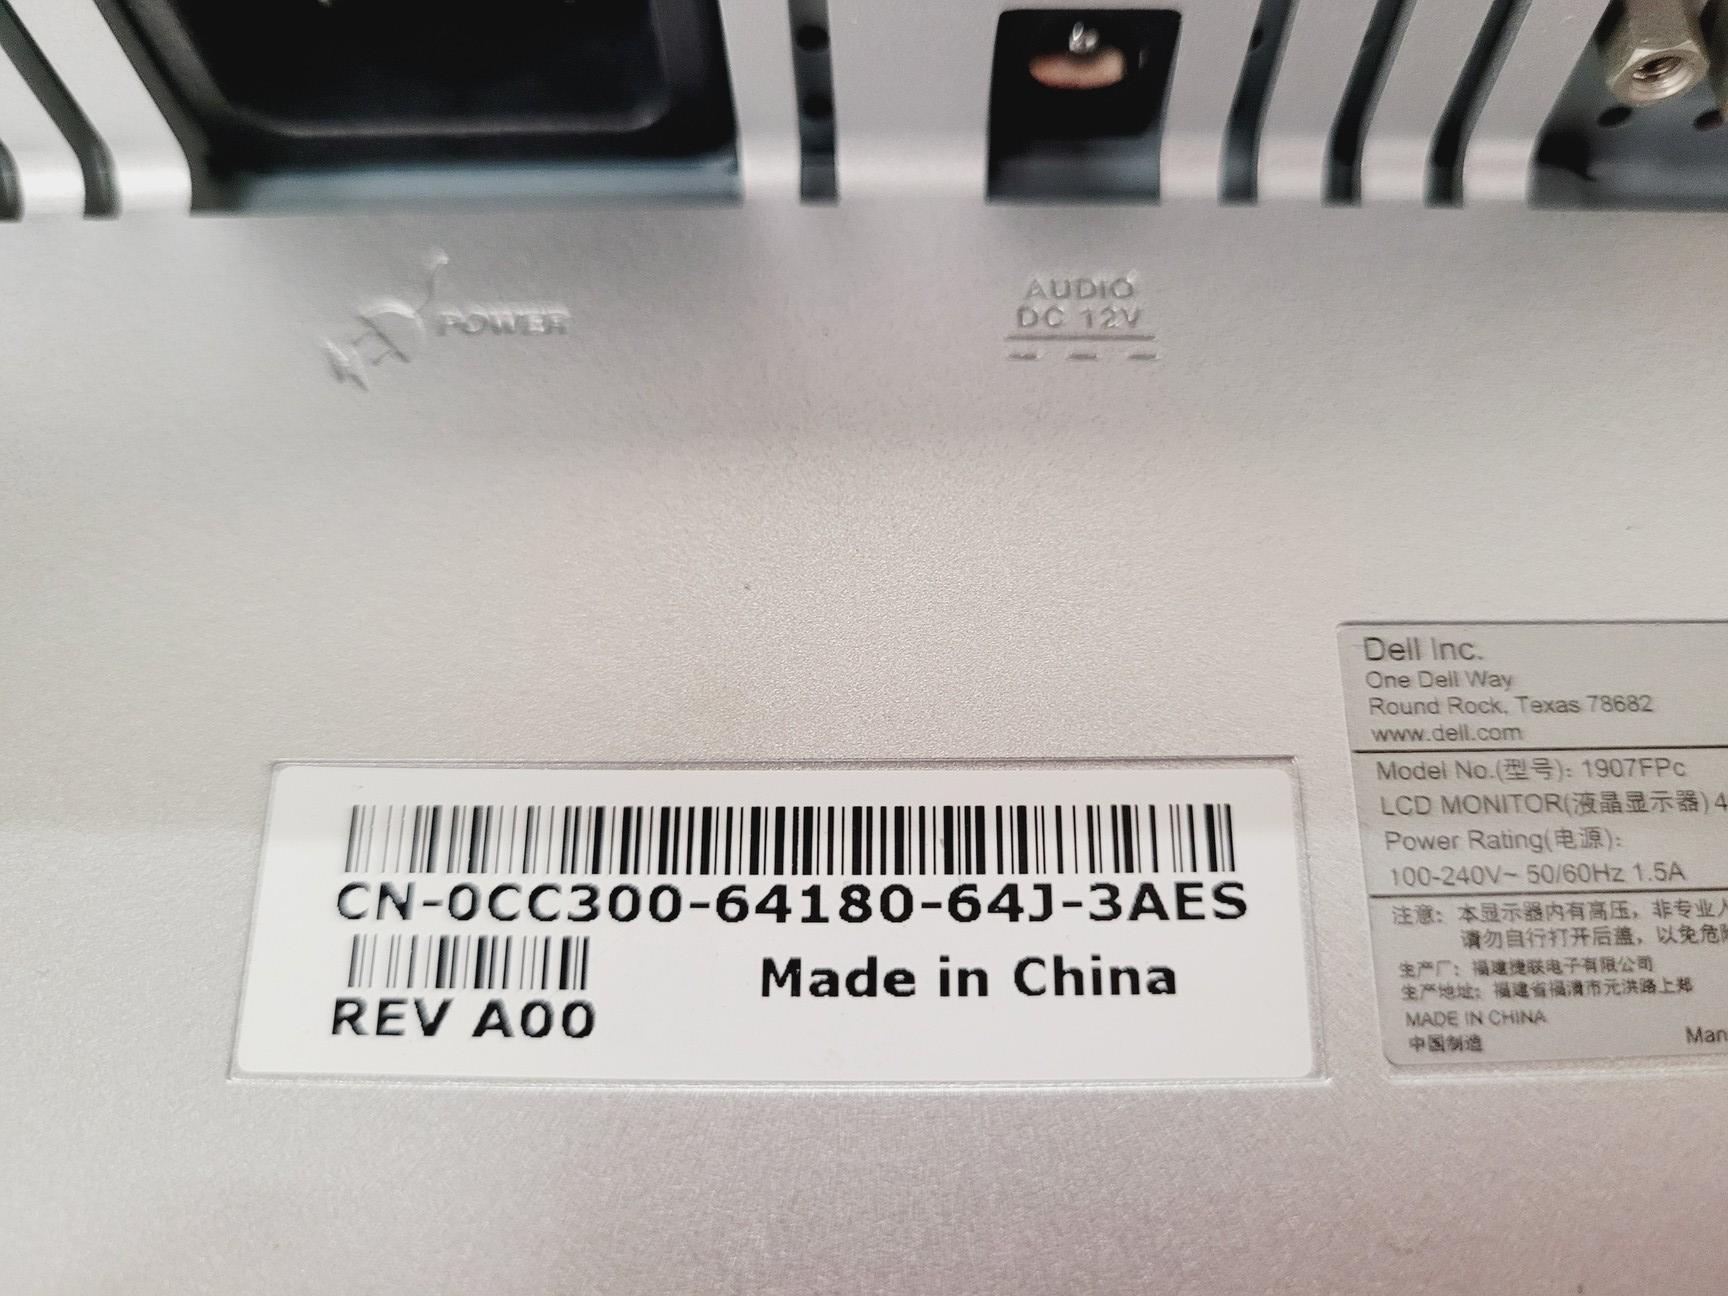 POWER
AUDIO
DC 12V
CN-0CC300-64180-64J-3AES
REV A00
Made in China
Dell Inc.
One Dell Way
Round Rock, Texas 78682
www.dell.com
Model No.(型号): 1907FPc
LCD MONITOR(液晶显示器) 4
Power Rating(电源):
100-240V~ 50/60Hz 1.5A
注意: 本显示器内有高压，非专业人
请勿自行打开后盖，以免危险
生产厂: 福建捷联电子有限公司
生产地址: 福建省福清市元洪路上郑
MADE IN CHINA
中国制造
Man